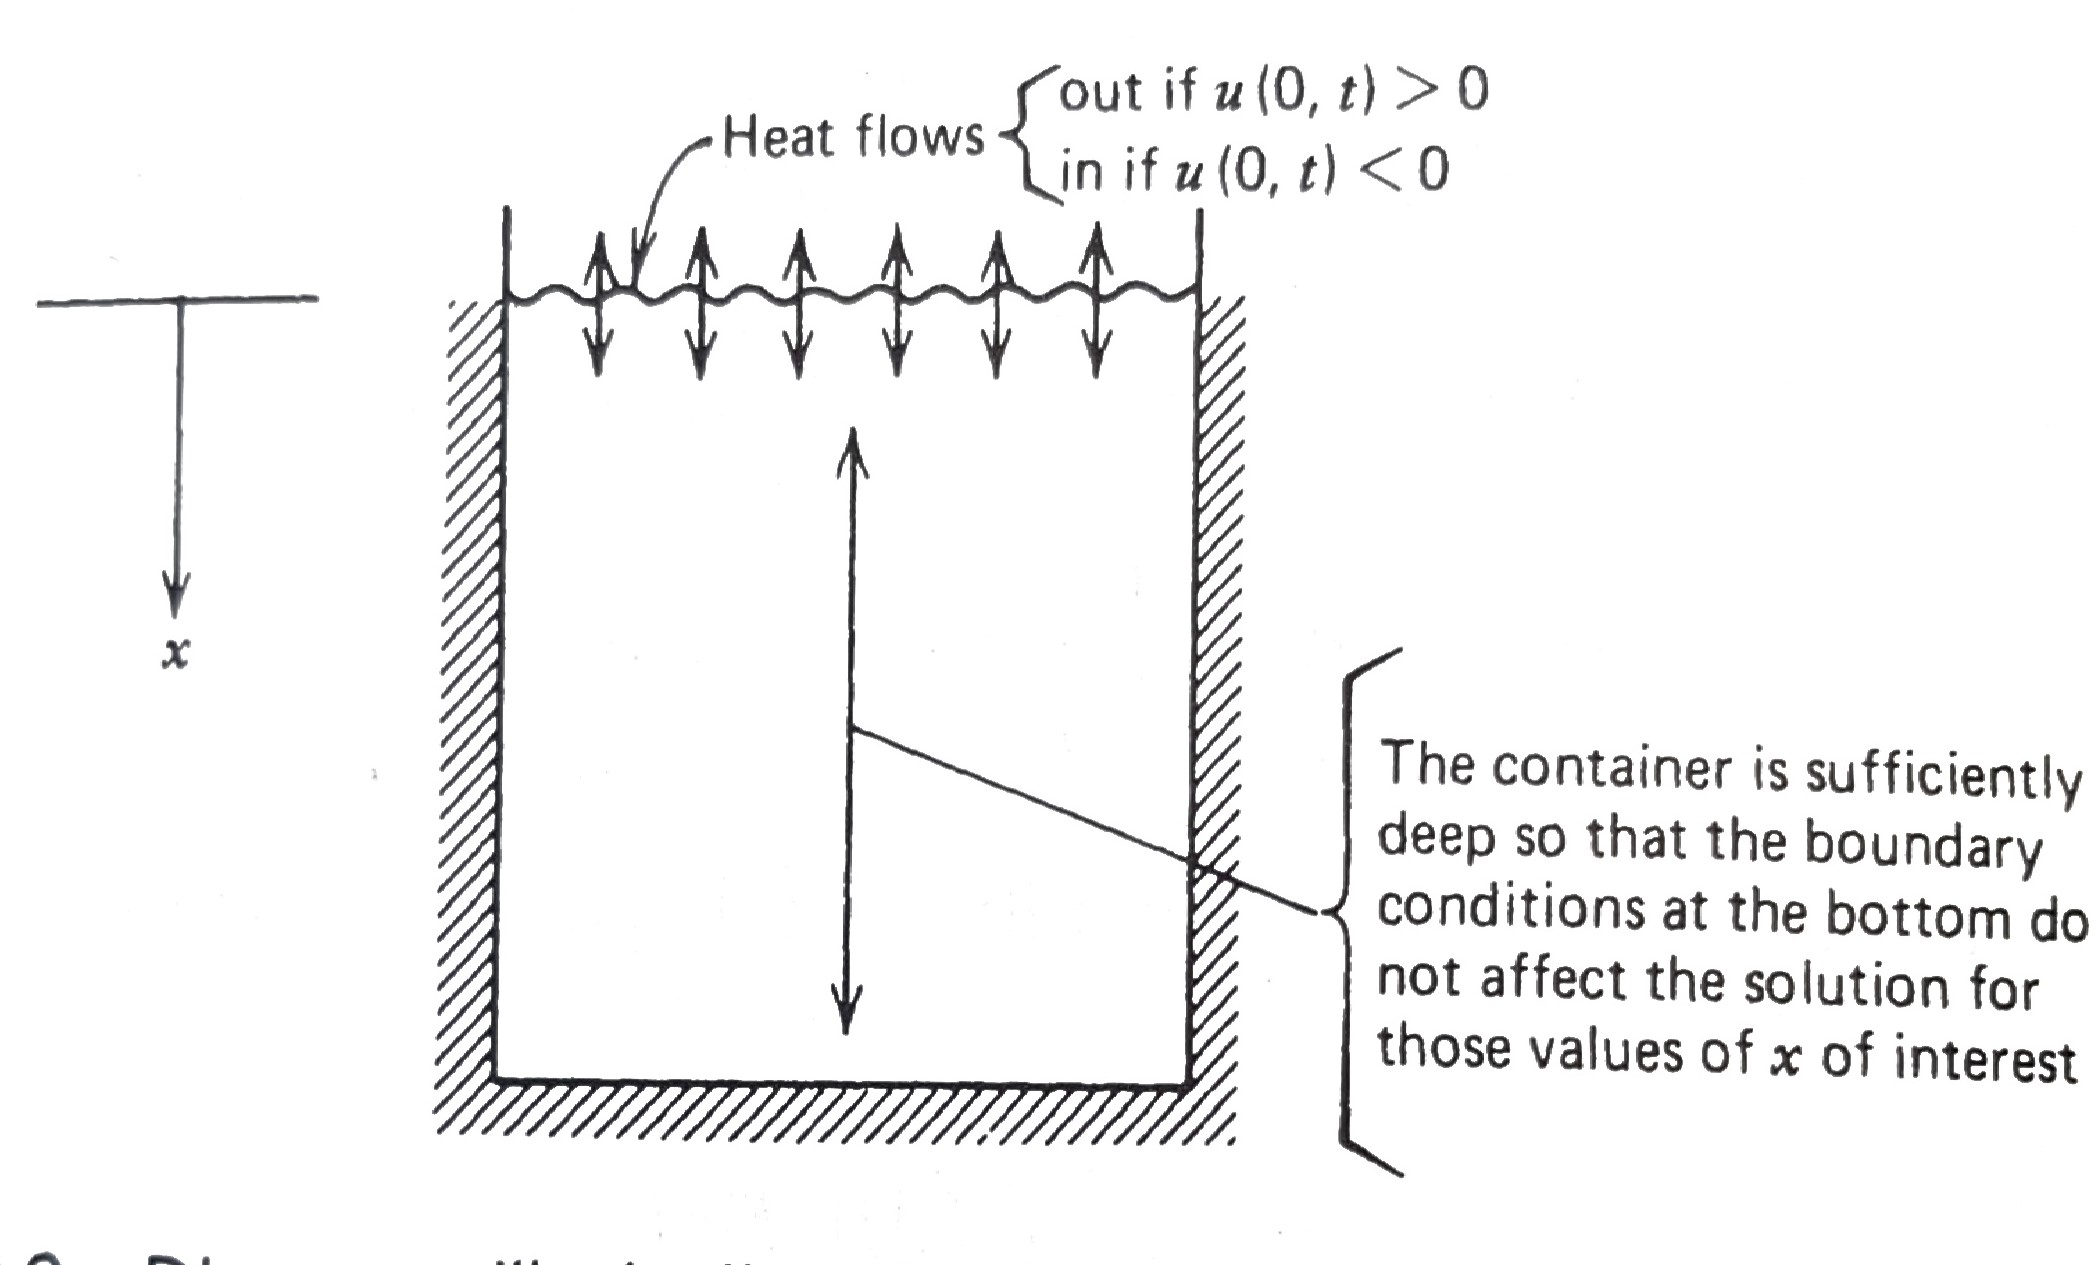 Heat flows { out if u (0, t) > 0
in if u (0, t) < 0
x
The container is sufficiently
deep so that the boundary
conditions at the bottom do
not affect the solution for
those values of x of interest